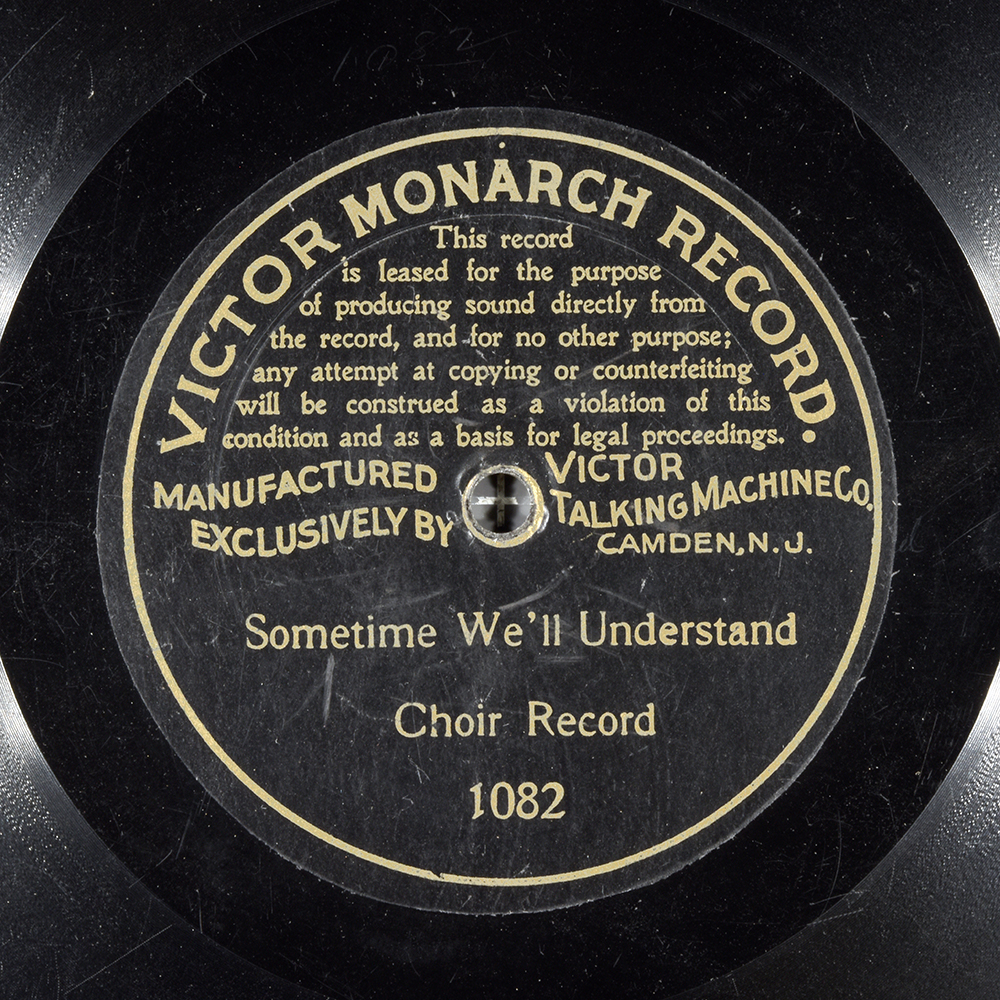 1082
VICTOR MONARCH RECORD.
This record
is leased for the purpose
of producing sound directly from
the record, and for no other purpose;
any attempt at copying or counterfeiting
will be construed as a violation of this
condition and as a basis for legal proceedings.
MANUFACTURED
EXCLUSIVELY BY
VICTOR
TALKING MACHINE CO.
CAMDEN, N. J.
Sometime We'll Understand
Choir Record
1082